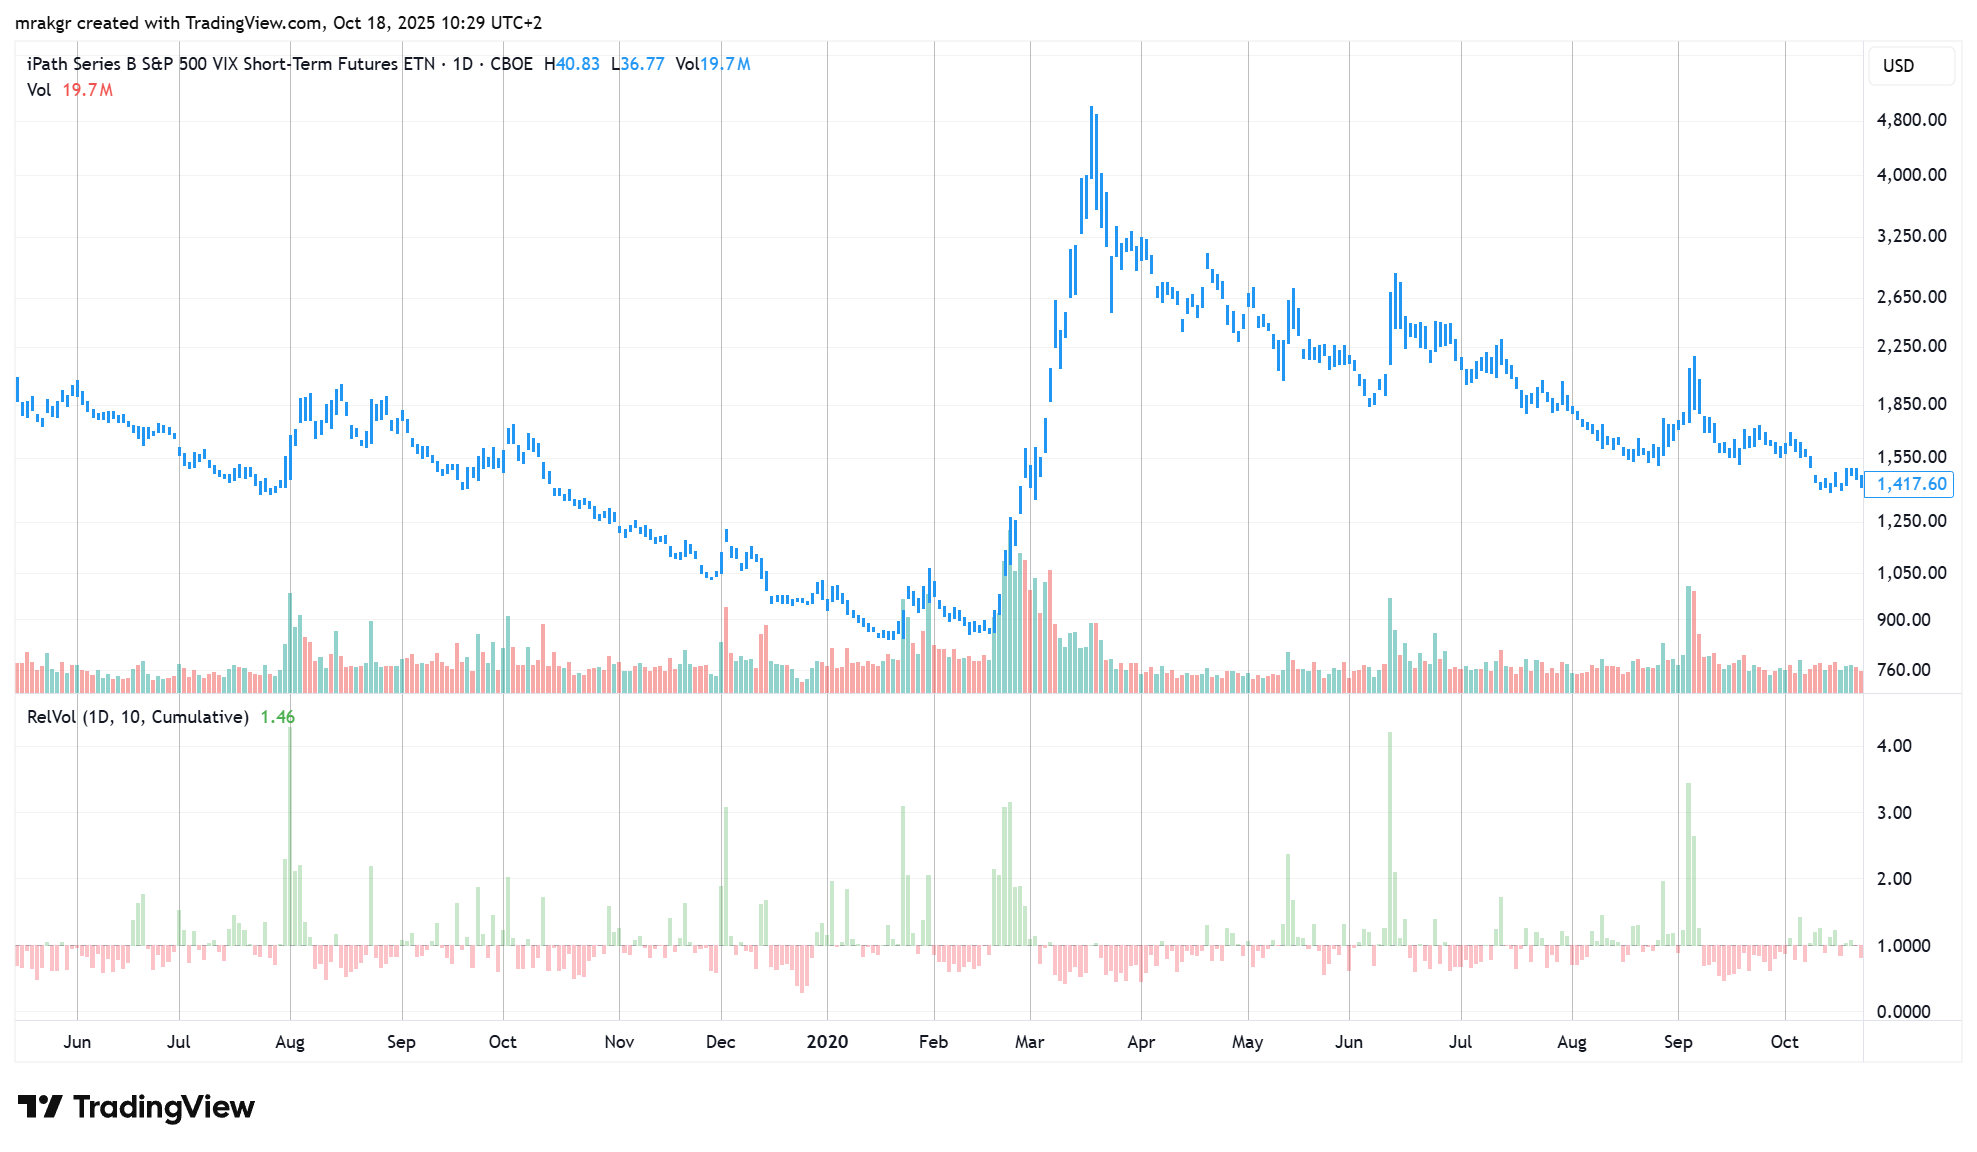 mrakgr created with TradingView.com, Oct 18, 2025 10:29 UTC+2
iPath Series B S&P 500 VIX Short-Term Futures ETN · 1D · CBOE H40.83 L36.77 Vol19.7M
USD
Vol 19.7M
4,800.00
4,000.00
3,250.00
2,650.00
2,250.00
1,850.00
1,550.00
1,417.60
1,250.00
1,050.00
900.00
760.00
RelVol (1D, 10, Cumulative) 1.46
4.00
3.00
2.00
1.0000
0.0000
Jun Jul Aug Sep Oct Nov Dec 2020 Feb Mar Apr May Jun Jul Aug Sep Oct
TradingView